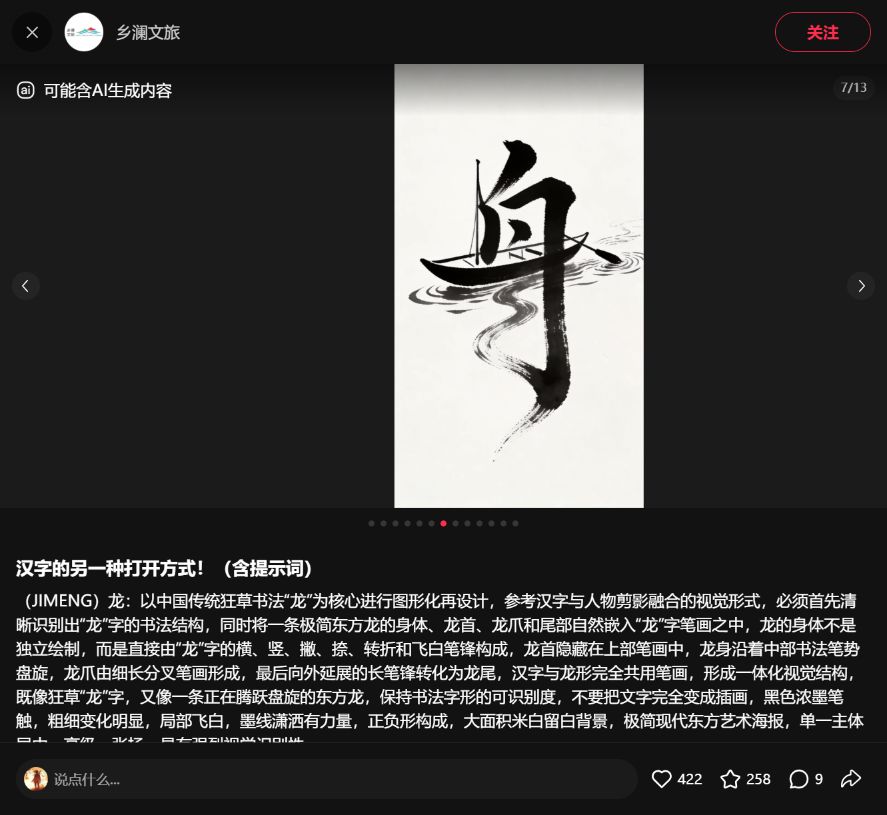 乡澜文旅
关注
ai 可能含AI生成内容
7/13
舟
汉字的另一种打开方式！（含提示词）
（JIMENG）龙：以中国传统狂草书法“龙”为核心进行图形化再设计，参考汉字与人物剪影融合的视觉形式，必须首先清
晰识别出“龙”字的书法结构，同时将一条极简东方龙的身体、龙首、龙爪和尾部自然嵌入“龙”字笔画之中，龙的身体不是
独立绘制，而是直接由“龙”字的横、竖、撇、捺、转折和飞白笔锋构成，龙首隐藏在上部笔画中，龙身沿着中部书法笔势
盘旋，龙爪由细长分叉笔画形成，最后向外延展的长笔锋转化为龙尾，汉字与龙形完全共用笔画，形成一体化视觉结构，
既像狂草“龙”字，又像一条正在腾跃盘旋的东方龙，保持书法字形的可识别度，不要把文字完全变成插画，黑色浓墨笔
触，粗细变化明显，局部飞白，墨线潇洒有力量，正负形构成，大面积米白留白背景，极简现代东方艺术海报，单一主体
说点什么...
422
258
9